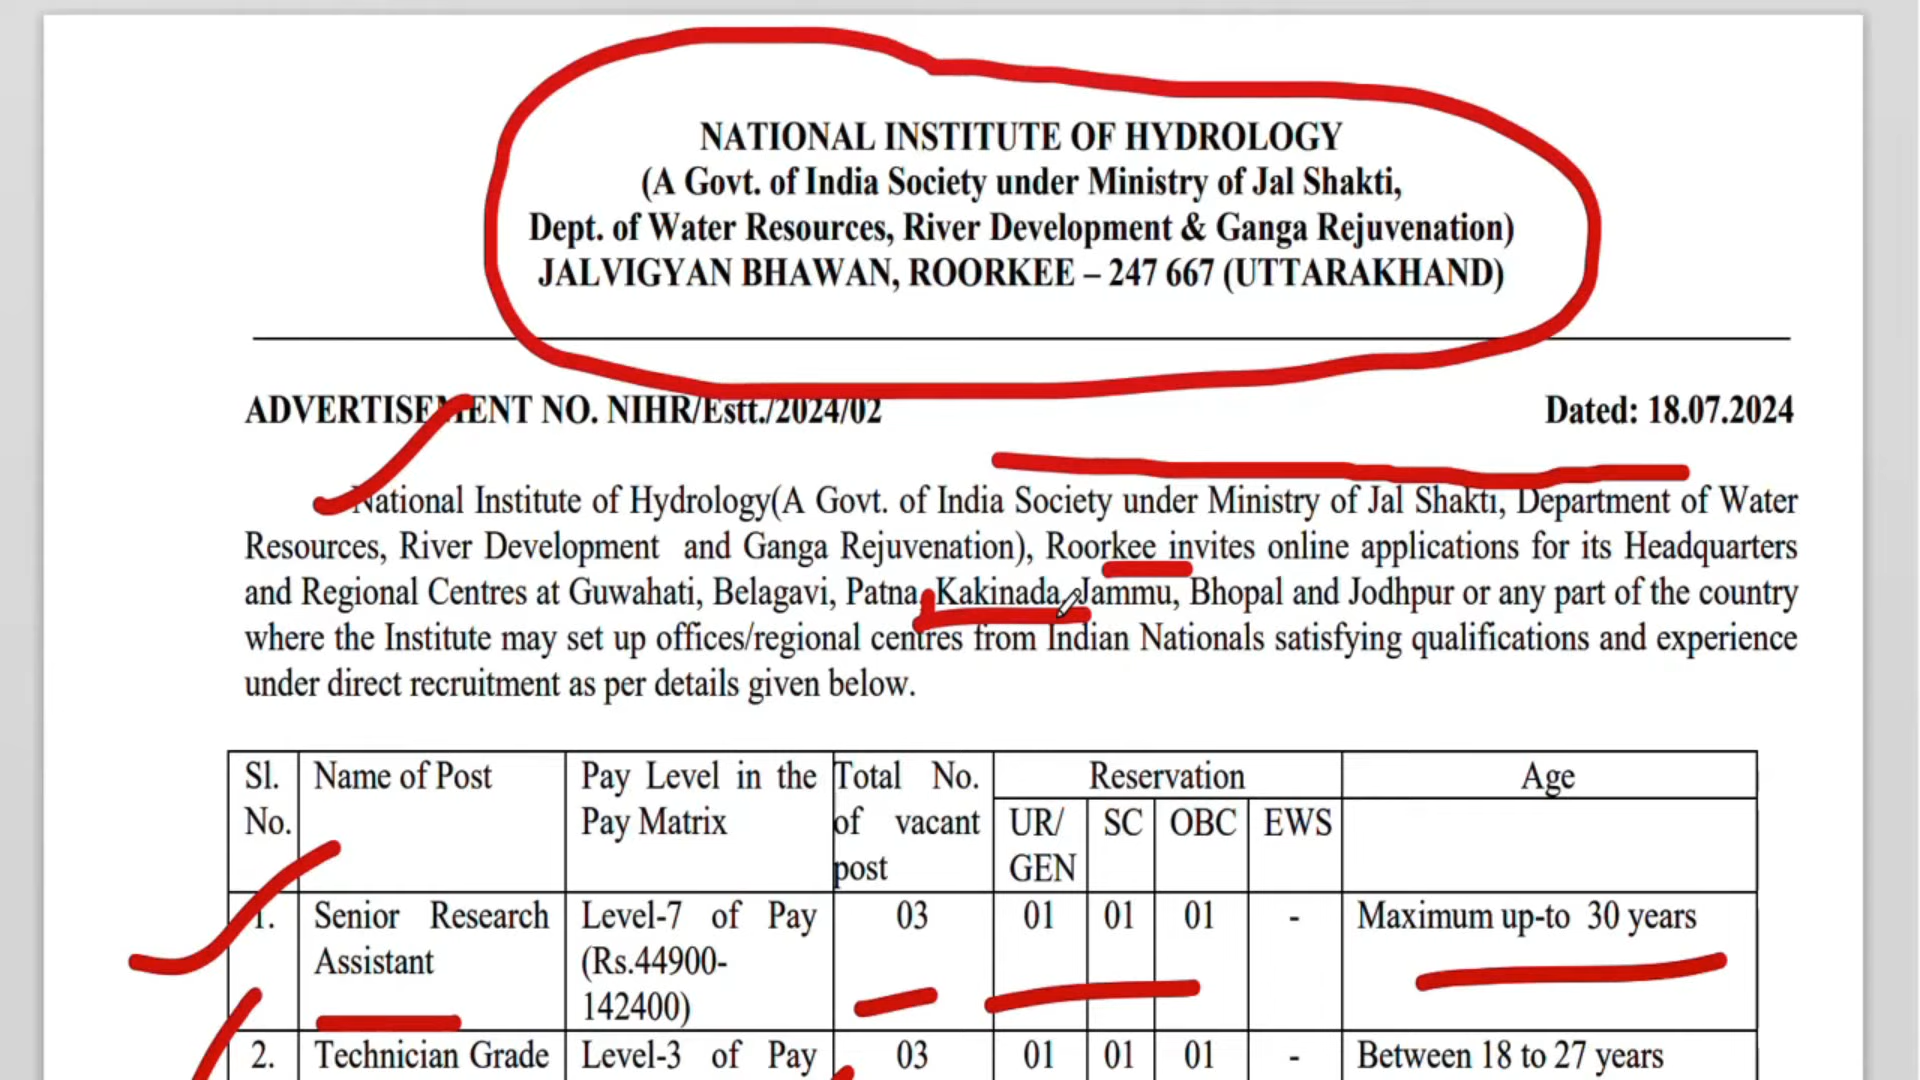 NATIONAL INSTITUTE OF HYDROLOGY
(A Govt. of India Society under Ministry of Jal Shakti,
Dept. of Water Resources, River Development & Ganga Rejuvenation)
JALVIGYAN BHAWAN, ROORKEE – 247 667 (UTTARAKHAND)
ADVERTISEMENT NO. NIHR/Estt./2024/02 Dated: 18.07.2024
National Institute of Hydrology(A Govt. of India Society under Ministry of Jal Shakti, Department of Water
Resources, River Development and Ganga Rejuvenation), Roorkee invites online applications for its Headquarters
and Regional Centres at Guwahati, Belagavi, Patna, Kakinada, Jammu, Bhopal and Jodhpur or any part of the country
where the Institute may set up offices/regional centres from Indian Nationals satisfying qualifications and experience
under direct recruitment as per details given below.
Sl. Name of Post Pay Level in the Total No. Reservation Age
No. Pay Matrix of vacant UR/ SC OBC EWS
post GEN
1. Senior Research Level-7 of Pay 03 01 01 01 - Maximum up-to 30 years
Assistant (Rs.44900-
142400)
2. Technician Grade Level-3 of Pay 03 01 01 01 - Between 18 to 27 years